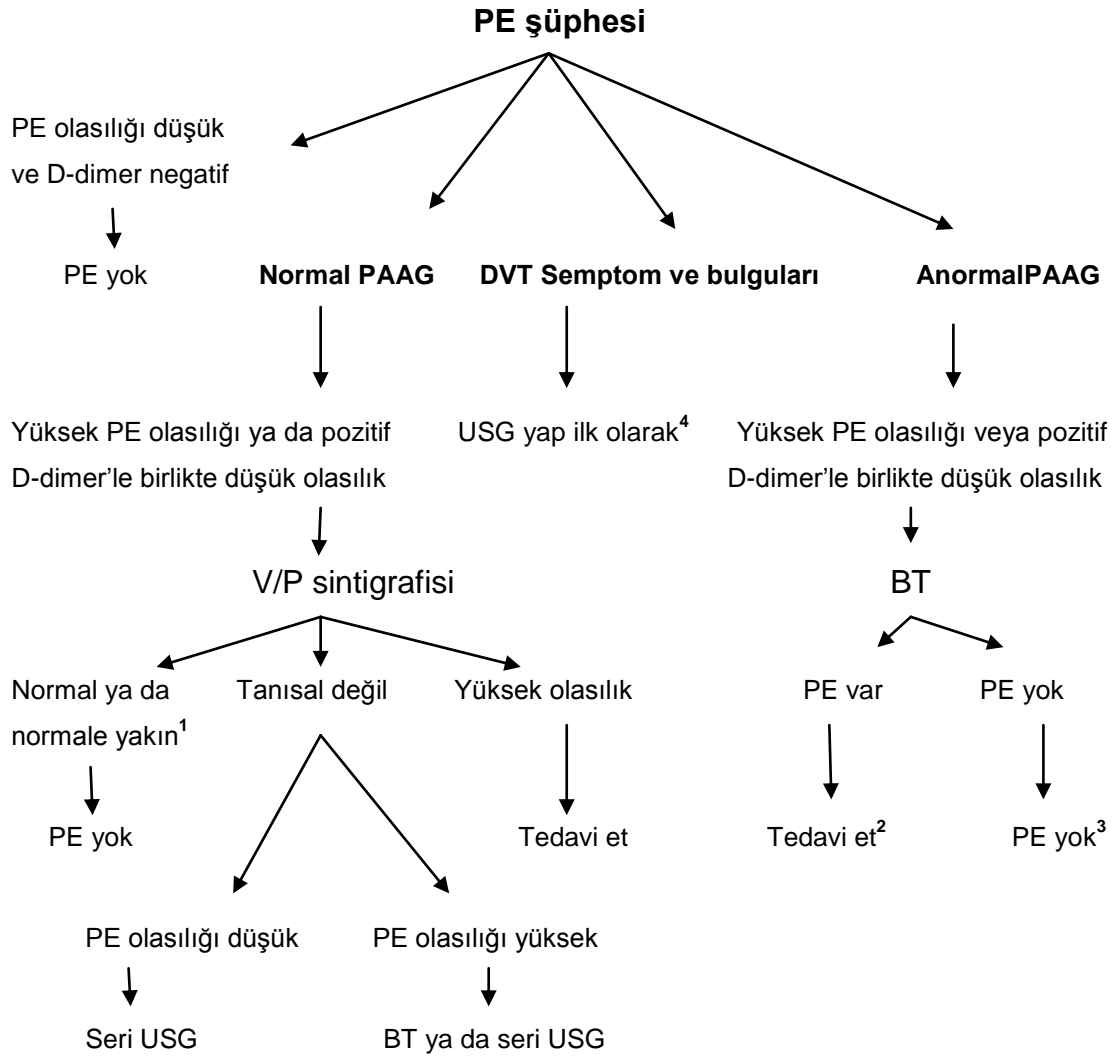 PE şüphesi
PE olasılığı düşük
ve D-dimer negatif
PE yok
Normal PAAG
DVT Semptom ve bulguları
AnormalPAAG
Yüksek PE olasılığı ya da pozitif
D-dimer’le birlikte düşük olasılık
USG yap ilk olarak⁴
Yüksek PE olasılığı veya pozitif
D-dimer’le birlikte düşük olasılık
V/P sintigrafisi
BT
Normal ya da
normale yakın¹
Tanısal değil
Yüksek olasılık
PE var
PE yok
PE yok
Tedavi et
Tedavi et²
PE yok³
PE olasılığı düşük
PE olasılığı yüksek
Seri USG
BT ya da seri USG